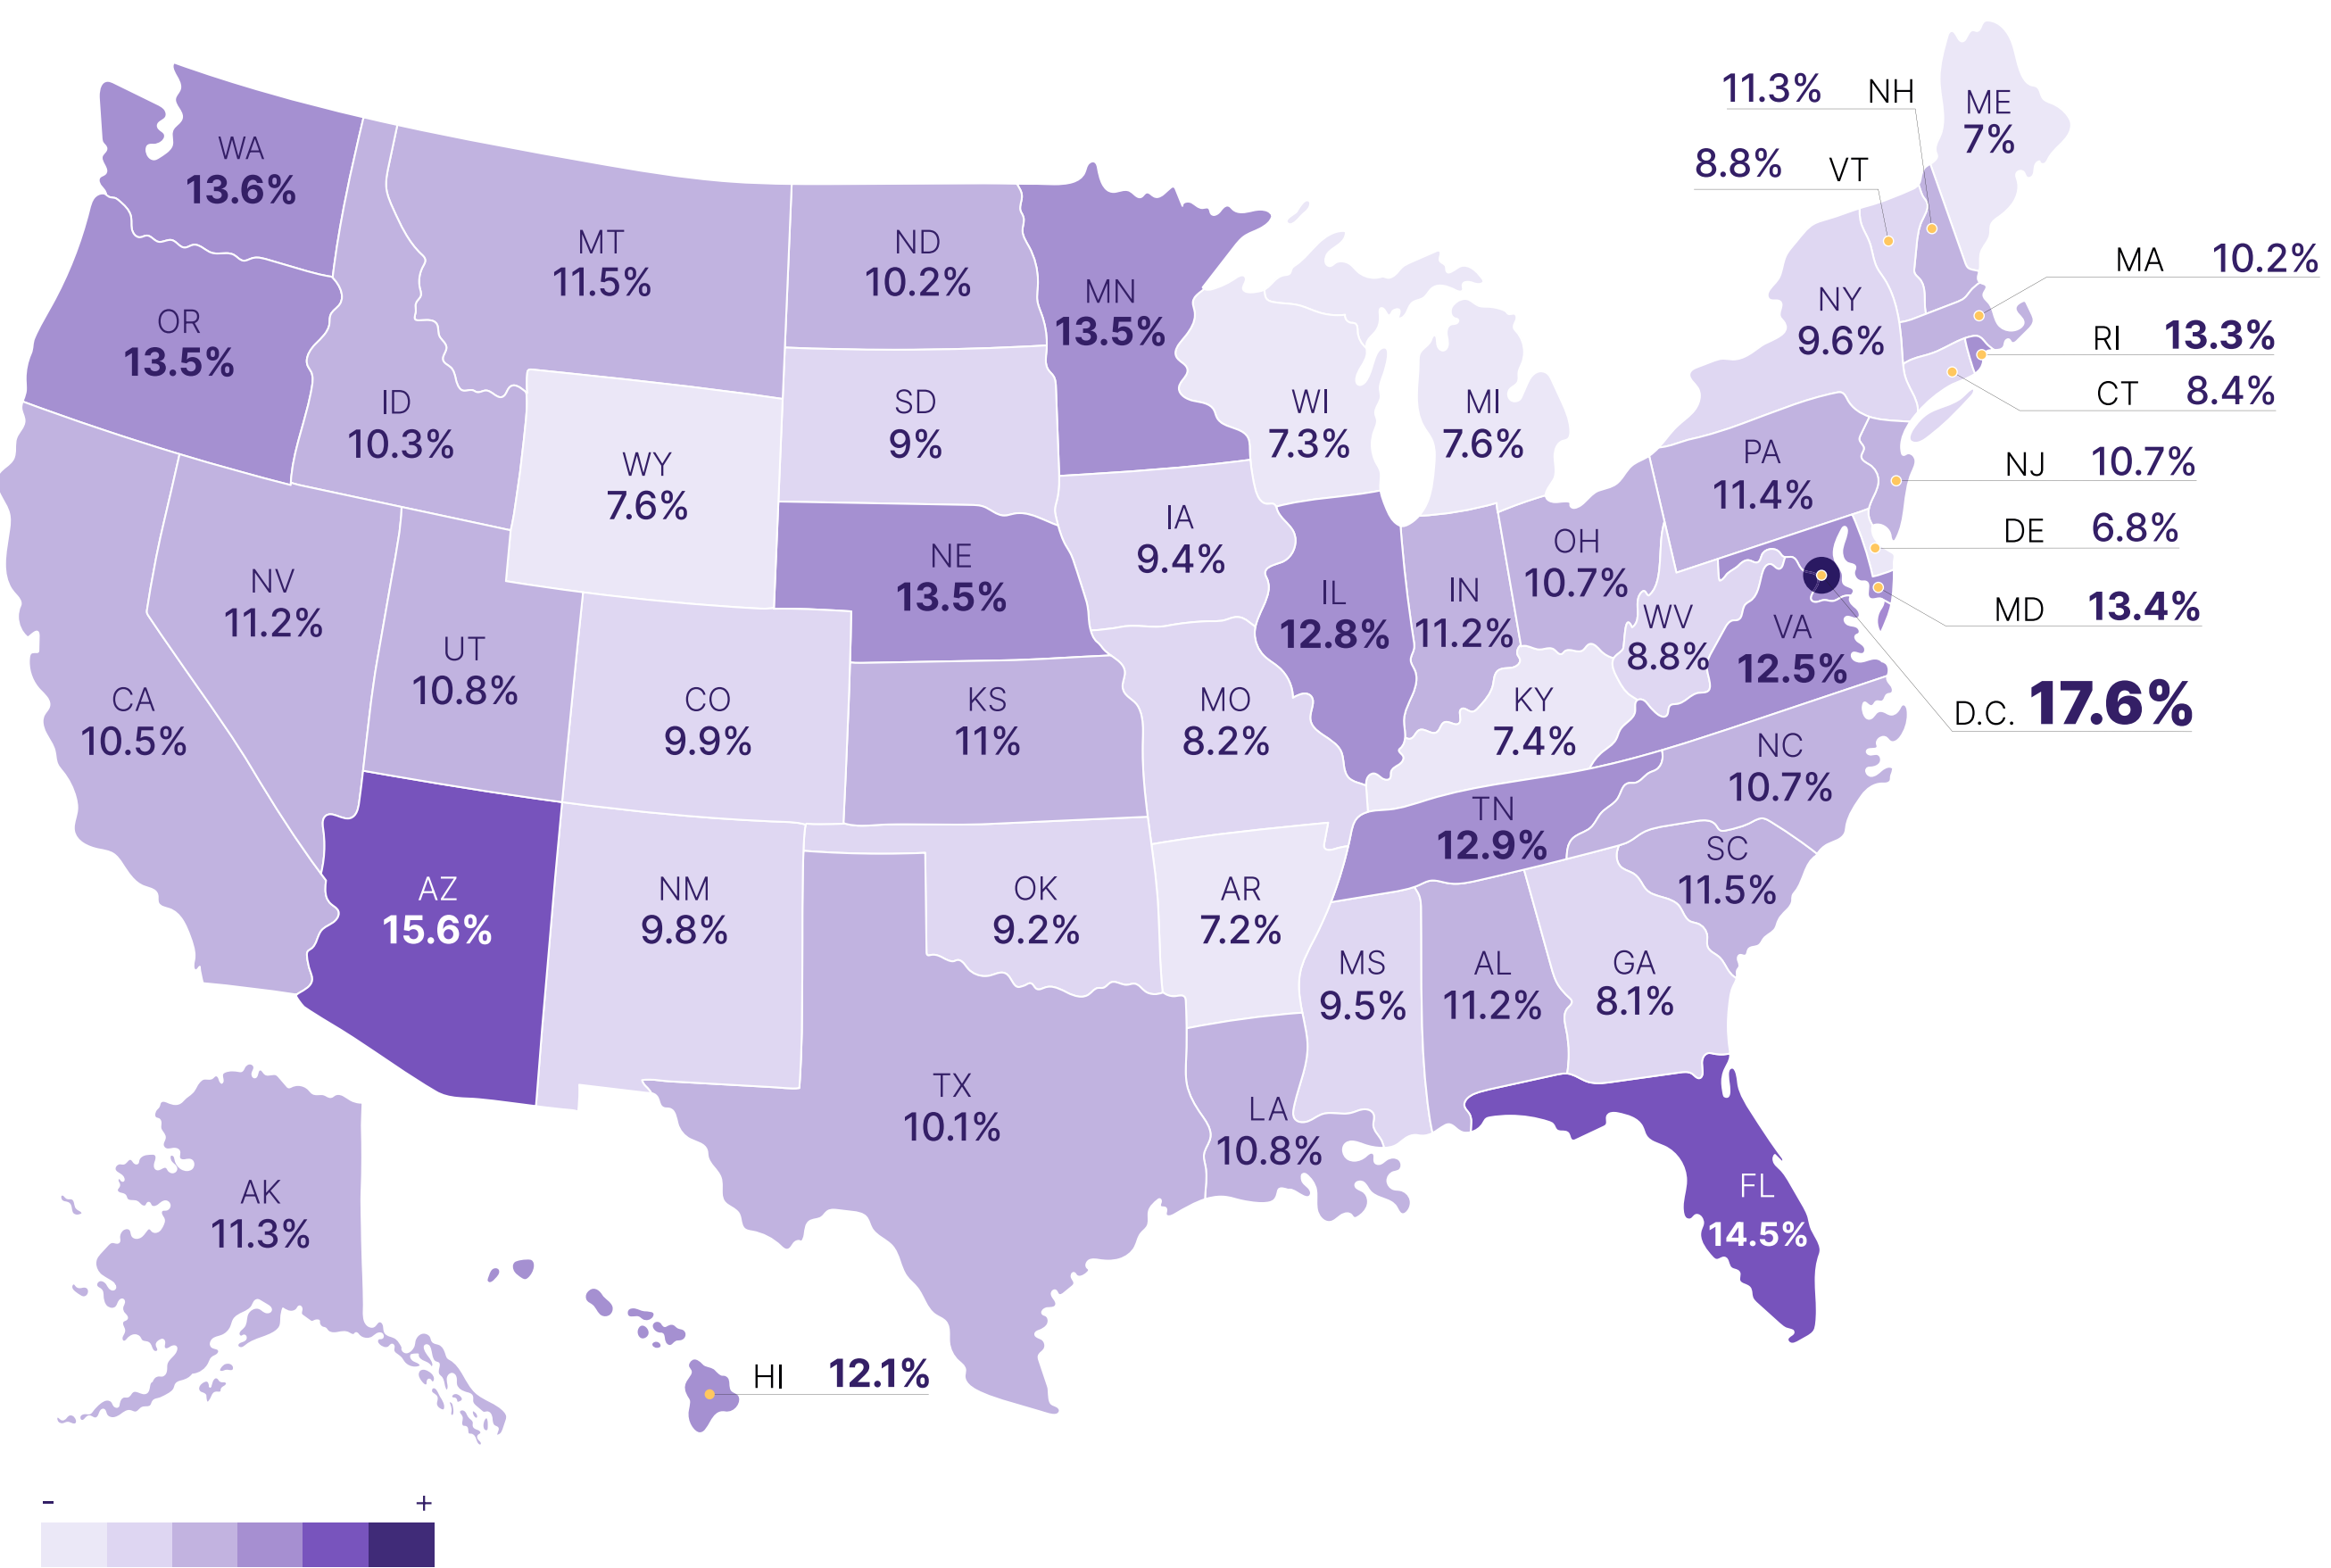 WA
13.6%
OR
13.5%
ID
10.3%
MT
11.5%
ND
10.2%
MN
13.5%
SD
9%
WY
7.6%
NE
13.5%
IA
9.4%
WI
7.3%
MI
7.6%
NY
9.6%
11.3% NH
8.8% VT
ME
7%
MA 10.2%
RI 13.3%
CT 8.4%
NJ 10.7%
DE 6.8%
MD 13.4%
D.C. 17.6%
PA
11.4%
OH
10.7%
IN
11.2%
IL
12.8%
WV
8.8%
VA
12.5%
NV
11.2%
UT
10.8%
CA
10.5%
CO
9.9%
KS
11%
MO
8.2%
KY
7.4%
NC
10.7%
TN
12.9%
SC
11.5%
AZ
15.6%
NM
9.8%
OK
9.2%
AR
7.2%
MS
9.5%
AL
11.2%
GA
8.1%
TX
10.1%
LA
10.8%
FL
14.5%
AK
11.3%
HI 12.1%
- +